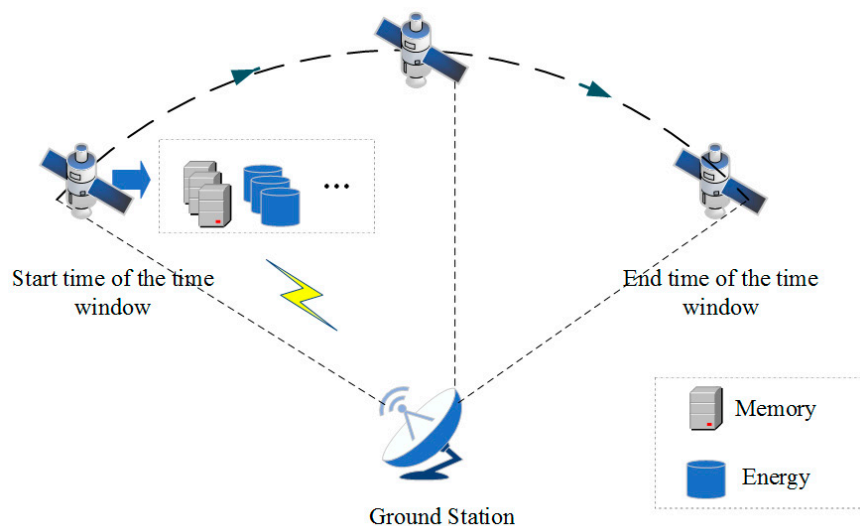 Start time of the time
window
End time of the time
window
Memory
Energy
Ground Station